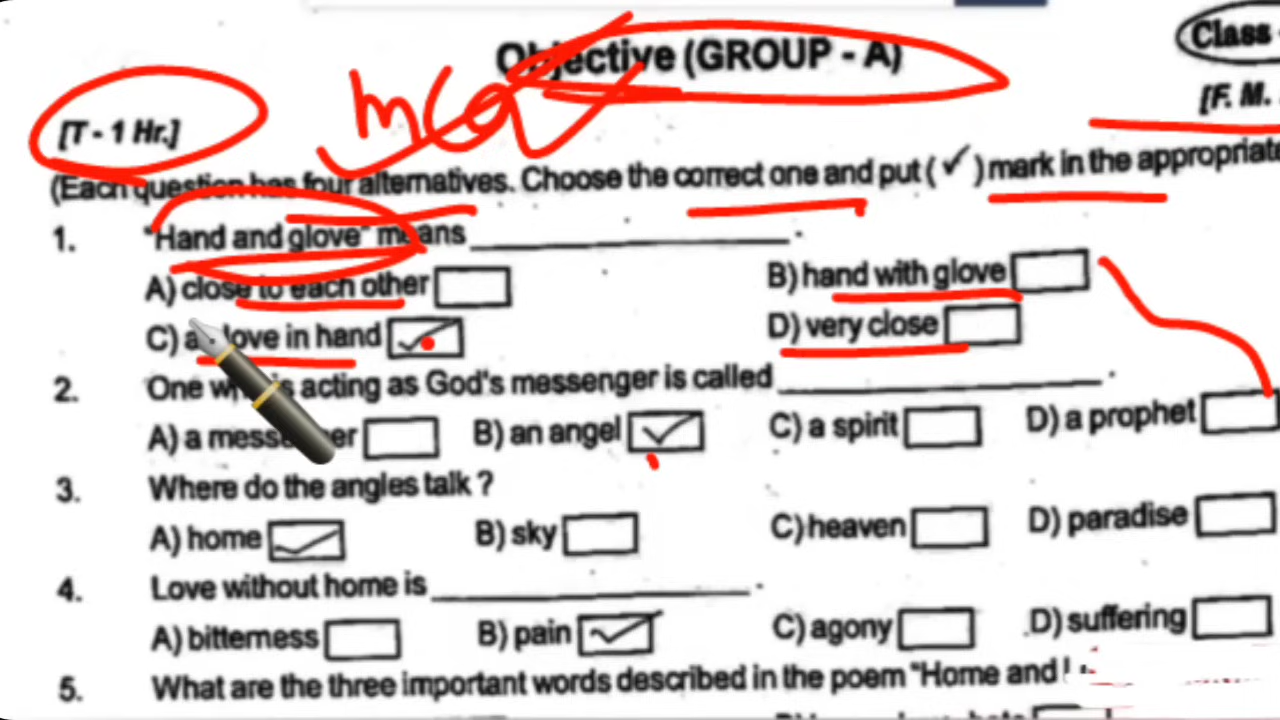 Objective (GROUP - A)
Class
[T - 1 Hr.]
mcq
[F. M.
(Each question has four alternatives. Choose the correct one and put (✓) mark in the appropriate
1. "Hand and glove" means ____________.
A) close to each other
B) hand with glove
C) a glove in hand ✓
D) very close
2. One who is acting as God's messenger is called ____________.
A) a messenger
B) an angel ✓
C) a spirit
D) a prophet
3. Where do the angles talk ?
A) home ✓
B) sky
C) heaven
D) paradise
4. Love without home is ____________.
A) bitterness
B) pain ✓
C) agony
D) suffering
5. What are the three important words described in the poem "Home and